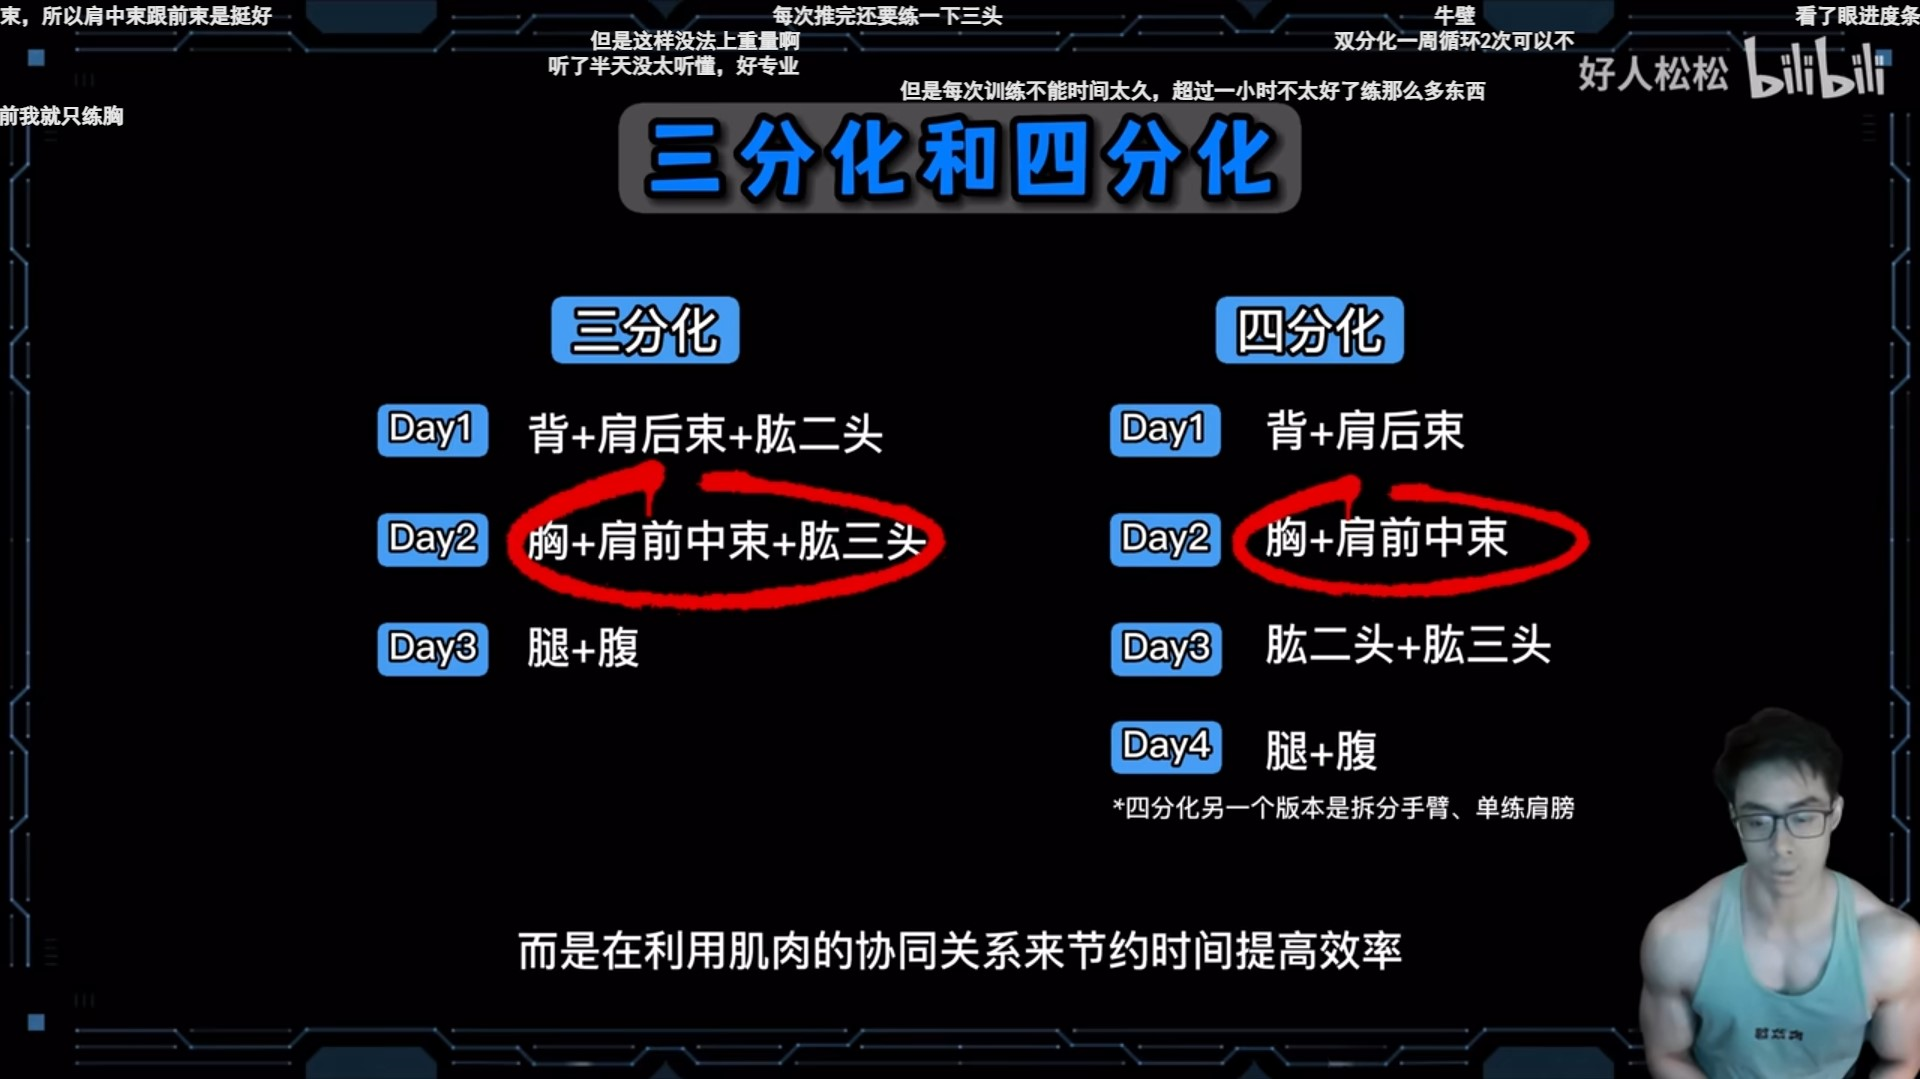 束，所以肩中束跟前束是挺好
每次推完还要练一下三头
牛壁
看了眼进度条
但是这样没法上重量啊
双分化一周循环2次可以不
听了半天没太听懂，好专业
但是每次训练不能时间太久，超过一小时不太好了练那么多东西
前我就只练胸
好人松松 bilibili
三分化和四分化
三分化
Day1 背+肩后束+肱二头
Day2 胸+肩前中束+肱三头
Day3 腿+腹
四分化
Day1 背+肩后束
Day2 胸+肩前中束
Day3 肱二头+肱三头
Day4 腿+腹
*四分化另一个版本是拆分手臂、单练肩膀
而是在利用肌肉的协同关系来节约时间提高效率